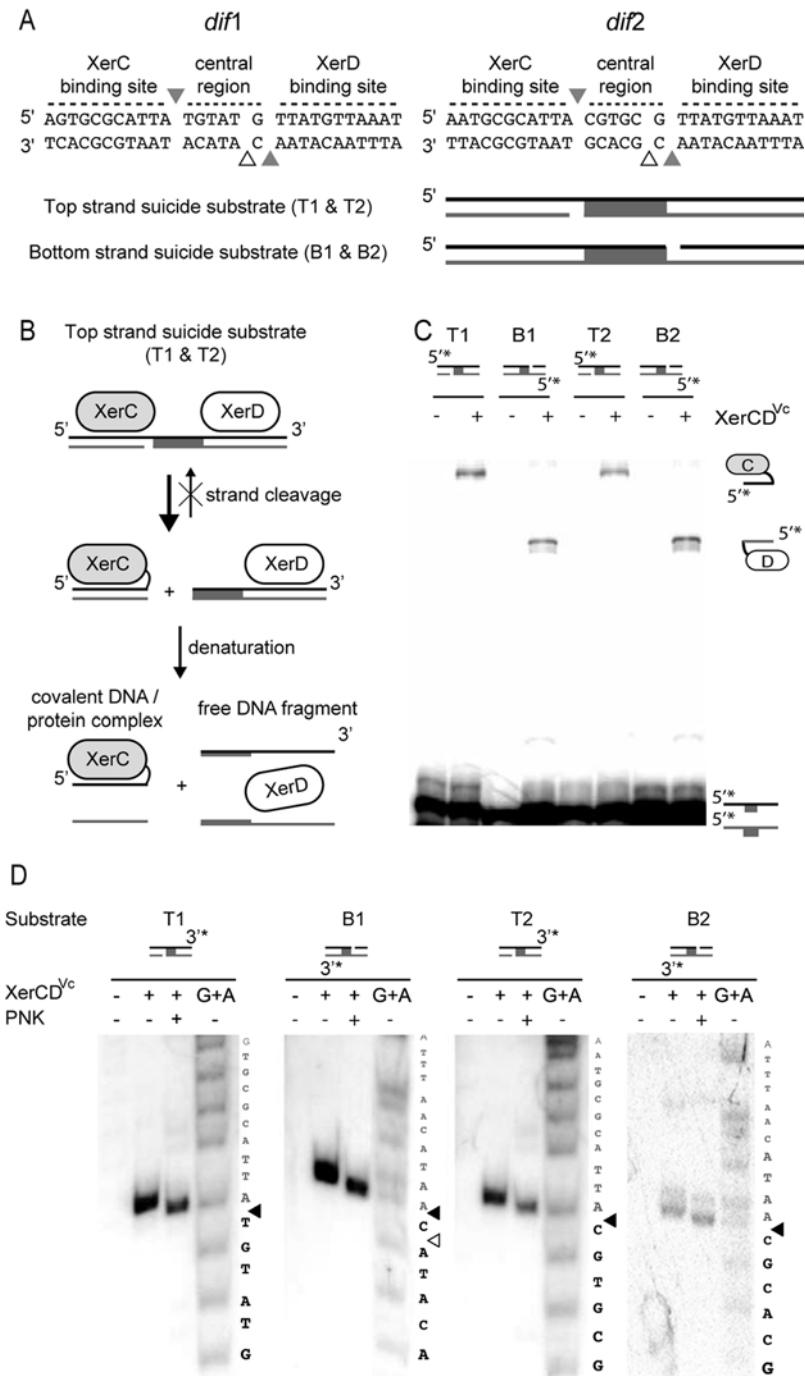 A
dif1
dif2
XerC binding site
central region
XerD binding site
XerC binding site
central region
XerD binding site
5' AGTGCGCATTA TGTAT G TTATGTTAAAT
3' TCACGCGTAAT ACATA C AATACAATTTA
5' AATGCGCATTA CGTGC G TTATGTTAAAT
3' TTACGCGTAAT GCACG C AATACAATTTA
Top strand suicide substrate (T1 & T2)
5'
Bottom strand suicide substrate (B1 & B2)
5'
B
Top strand suicide substrate
(T1 & T2)
XerC
XerD
5'
3'
strand cleavage
XerC
XerD
5'
+
3'
denaturation
covalent DNA /
protein complex
free DNA fragment
XerC
3'
5'
+
XerD
C
T1 B1 T2 B2
5'* 5'* 5'* 5'*
- + - + - + - + XerCDVc
C
5'*
5'*
D
5'*
5'*
D
Substrate T1 B1 T2 B2
3'* 3'* 3'* 3'*
XerCDVc - + + G+A - + + G+A - + + G+A - + + G+A
PNK - - + - - - + - - - + - - - + -
G T G C G C A T T A T G T A T G
A T T T A A C A T A A C A T A C A
A A T G C G C A T T A C G T G C G
A T T T A A C A T A A C G C A C G